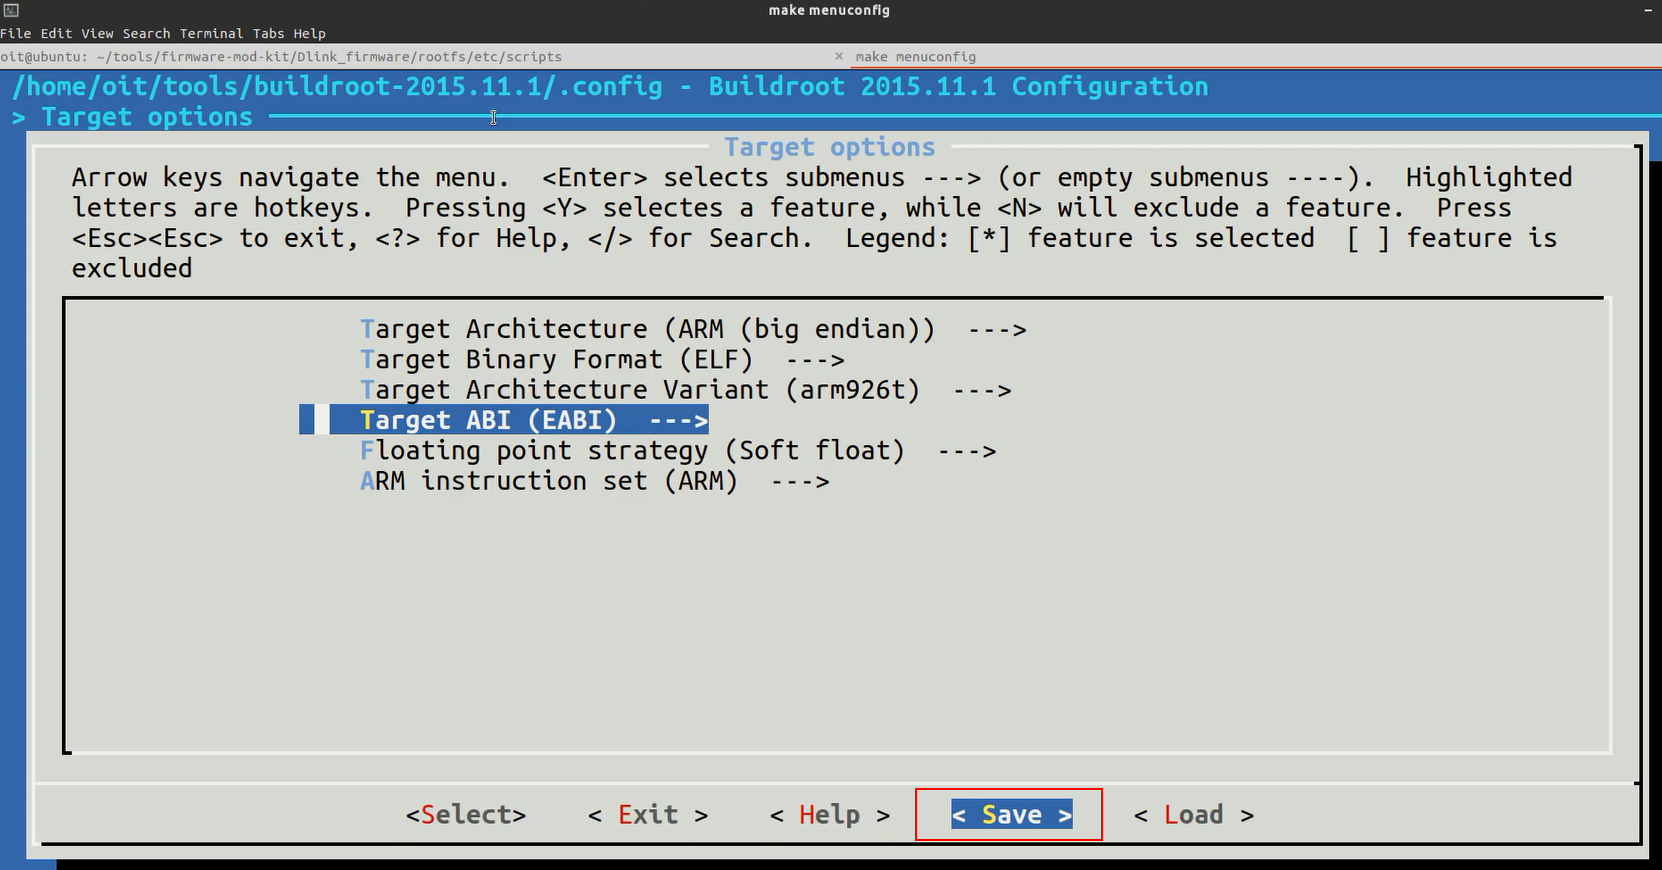 make menuconfig
File Edit View Search Terminal Tabs Help
oit@ubuntu: ~/tools/firmware-mod-kit/Dlink_firmware/rootfs/etc/scripts × make menuconfig
/home/oit/tools/buildroot-2015.11.1/.config - Buildroot 2015.11.1 Configuration
> Target options
Target options
Arrow keys navigate the menu.  <Enter> selects submenus ---> (or empty submenus ----).  Highlighted
letters are hotkeys.  Pressing <Y> selectes a feature, while <N> will exclude a feature.  Press
<Esc><Esc> to exit, <?> for Help, </> for Search.  Legend: [*] feature is selected  [ ] feature is
excluded
Target Architecture (ARM (big endian))  --->
Target Binary Format (ELF)  --->
Target Architecture Variant (arm926t)  --->
Target ABI (EABI)  --->
Floating point strategy (Soft float)  --->
ARM instruction set (ARM)  --->
<Select>    < Exit >    < Help >    < Save >    < Load >